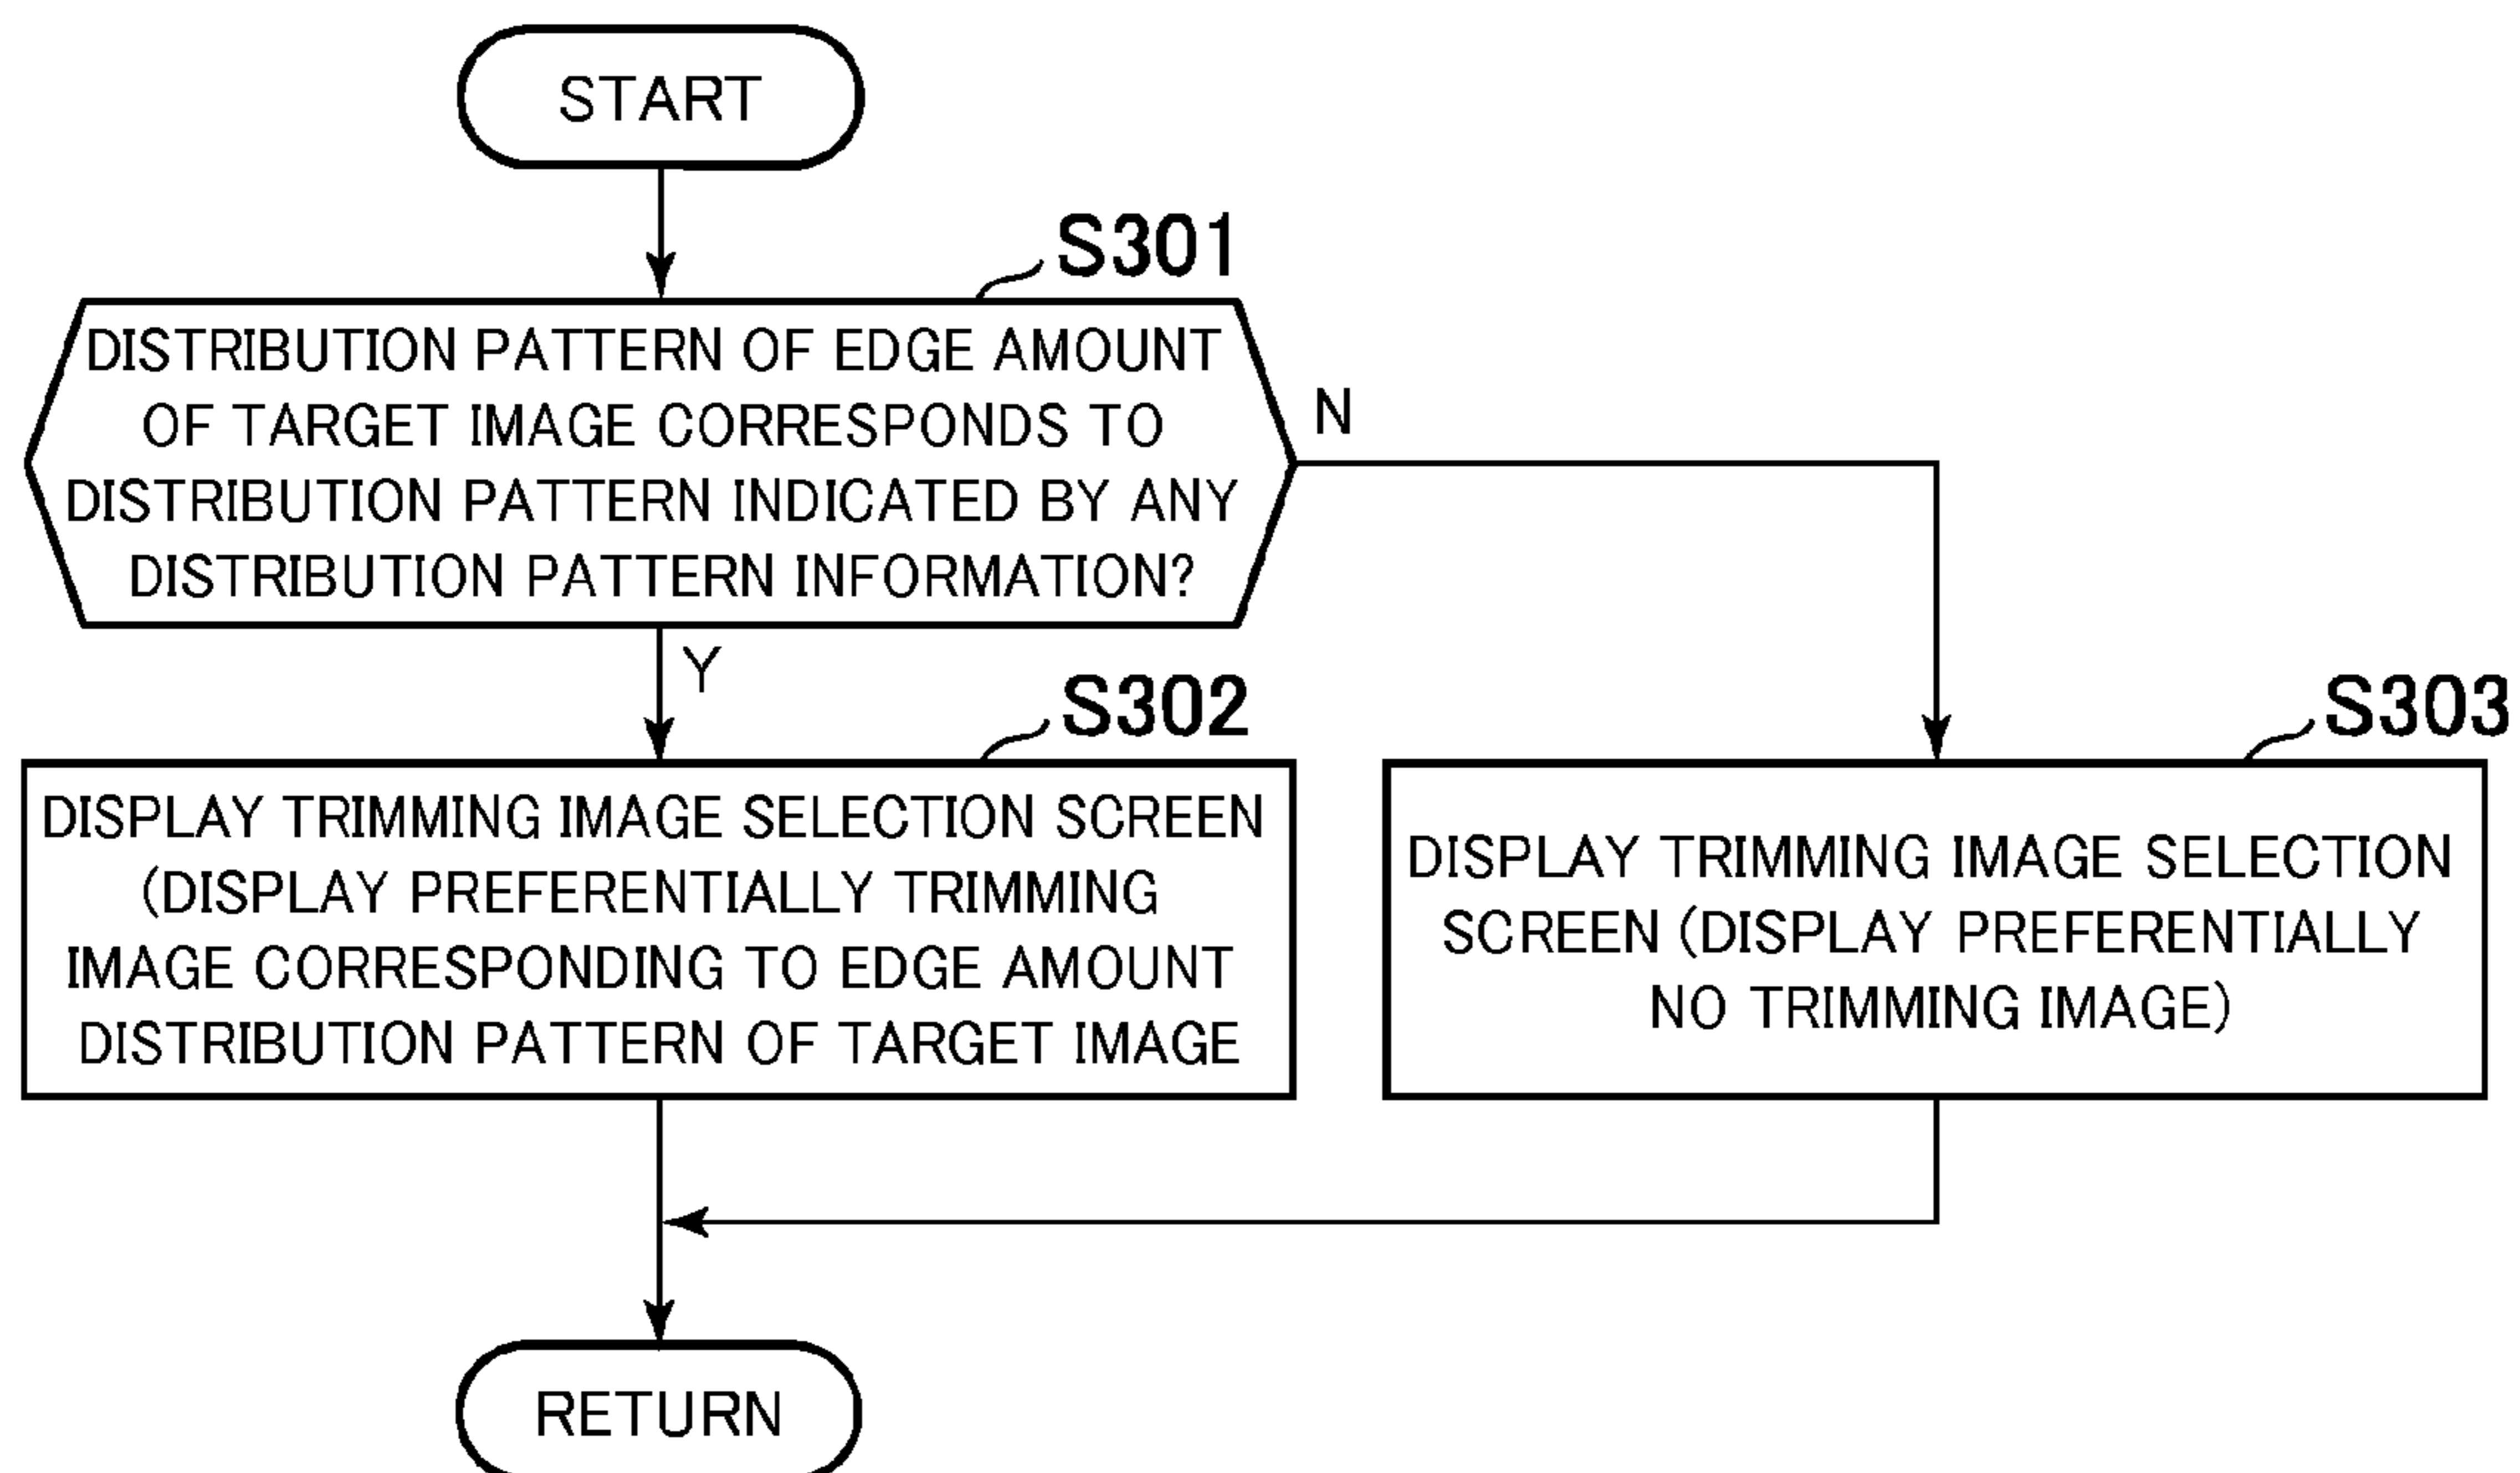 START
S301
DISTRIBUTION PATTERN OF EDGE AMOUNT
OF TARGET IMAGE CORRESPONDS TO
DISTRIBUTION PATTERN INDICATED BY ANY
DISTRIBUTION PATTERN INFORMATION?
N
Y
S302
DISPLAY TRIMMING IMAGE SELECTION SCREEN
(DISPLAY PREFERENTIALLY TRIMMING
IMAGE CORRESPONDING TO EDGE AMOUNT
DISTRIBUTION PATTERN OF TARGET IMAGE
S303
DISPLAY TRIMMING IMAGE SELECTION
SCREEN (DISPLAY PREFERENTIALLY
NO TRIMMING IMAGE)
RETURN